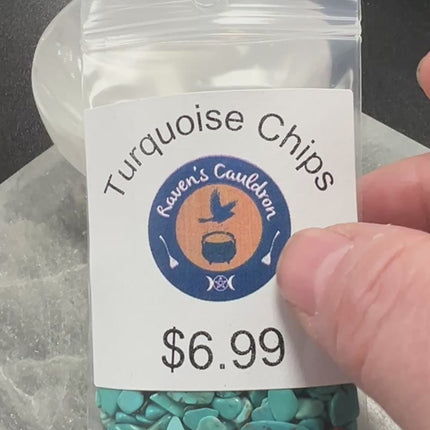 Turquoise Chips
Raven's Cauldron
$6.99